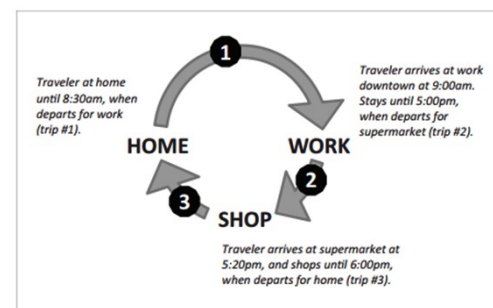 1
Traveler at home
until 8:30am, when
departs for work
(trip #1).
Traveler arrives at work
downtown at 9:00am.
Stays until 5:00pm,
when departs for
supermarket (trip #2).
HOME
WORK
2
3
SHOP
Traveler arrives at supermarket at
5:20pm, and shops until 6:00pm,
when departs for home (trip #3).